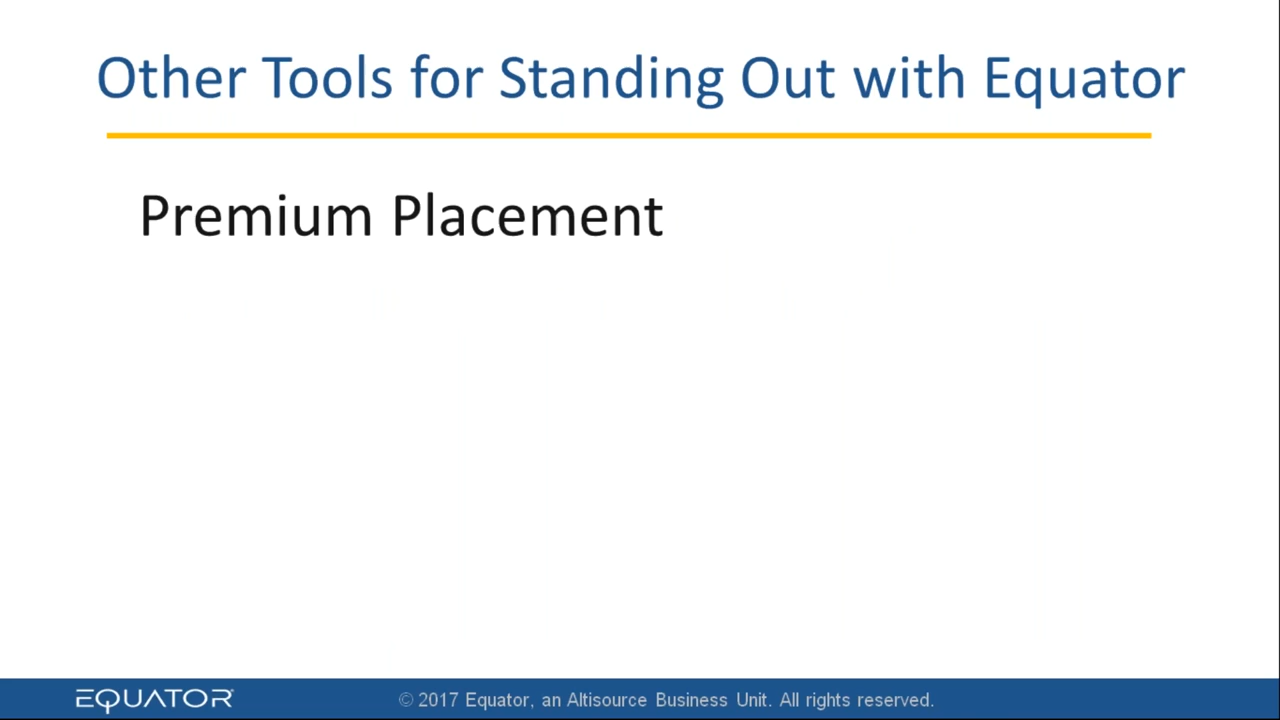 Other Tools for Standing Out with Equator
Premium Placement
EQUATOR®
© 2017 Equator, an Altisource Business Unit. All rights reserved.